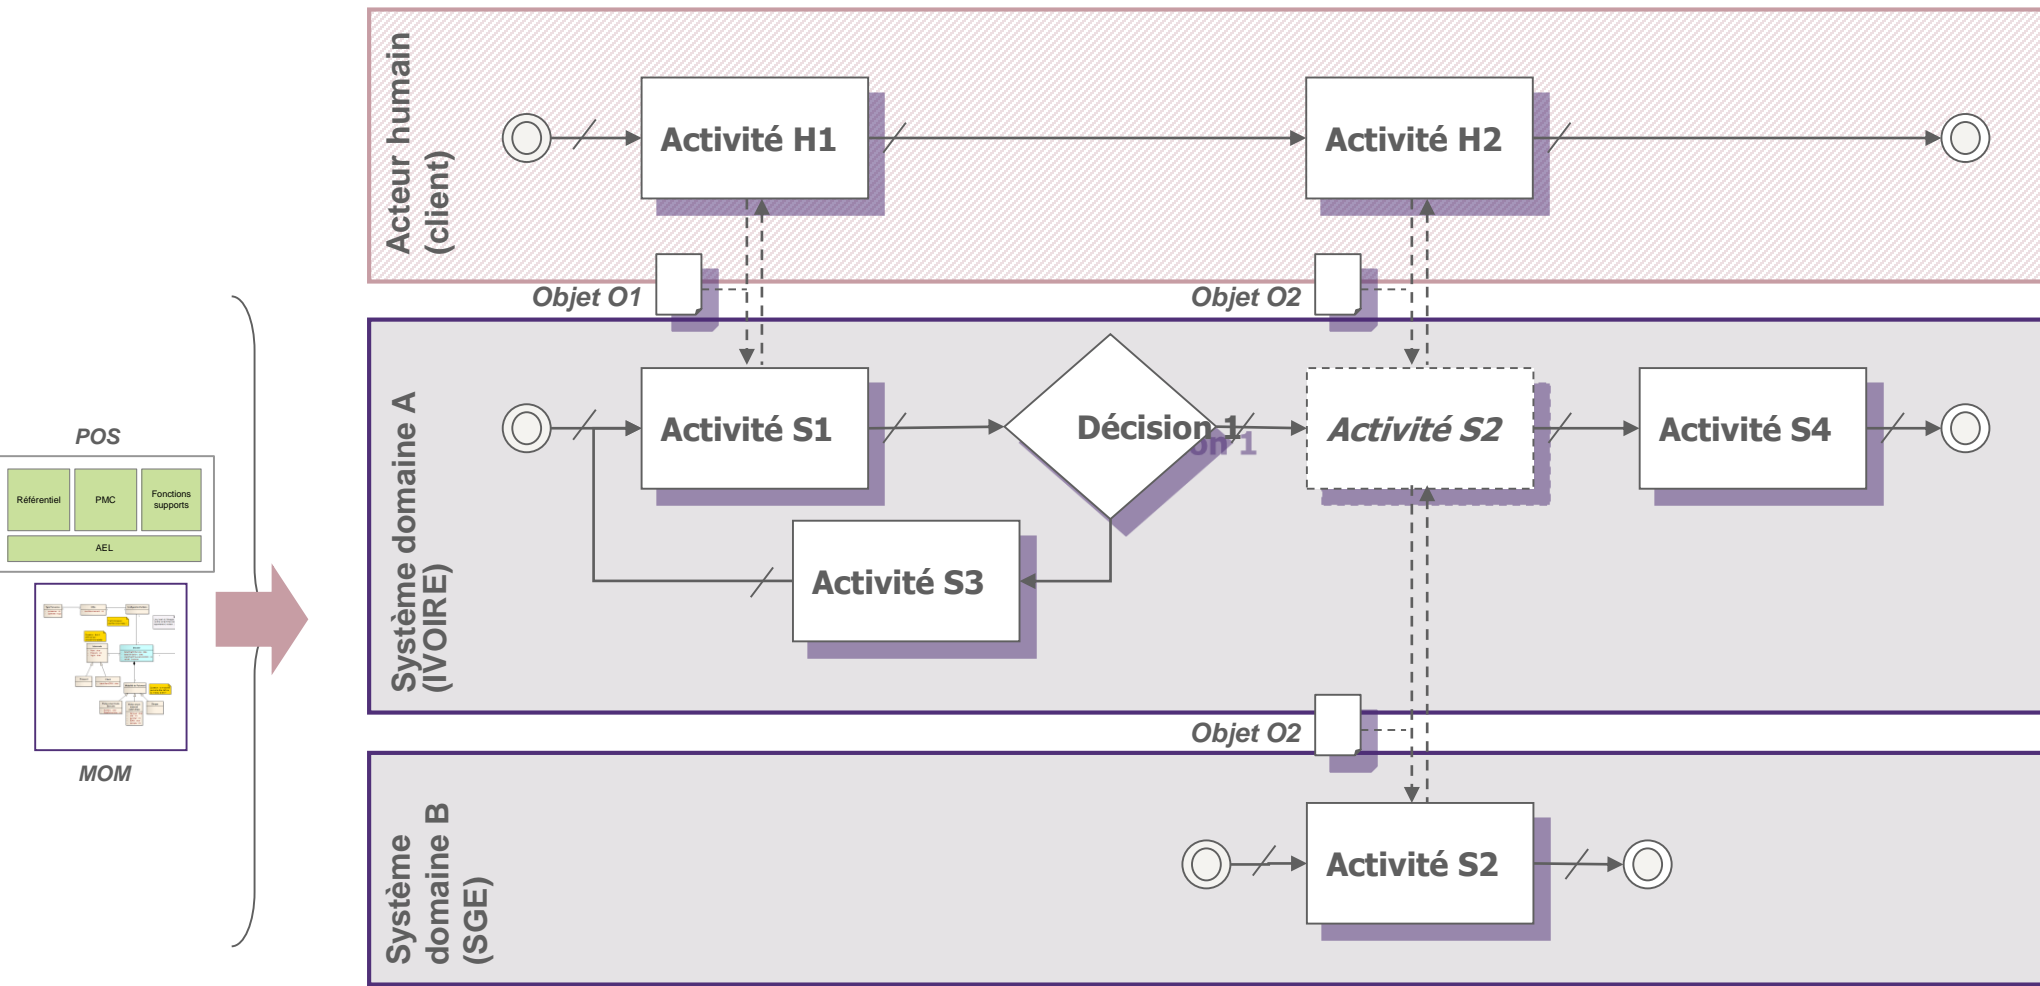 Acteur humain
(client)
Activité H1
Activité H2
Objet O1
Objet O2
POS
Référentiel
PMC
Fonctions
supports
AEL
MOM
Système domaine A
(IVOIRE)
Activité S1
Décision 1
Activité S2
Activité S4
Activité S3
Objet O2
Système
domaine B
(SGE)
Activité S2